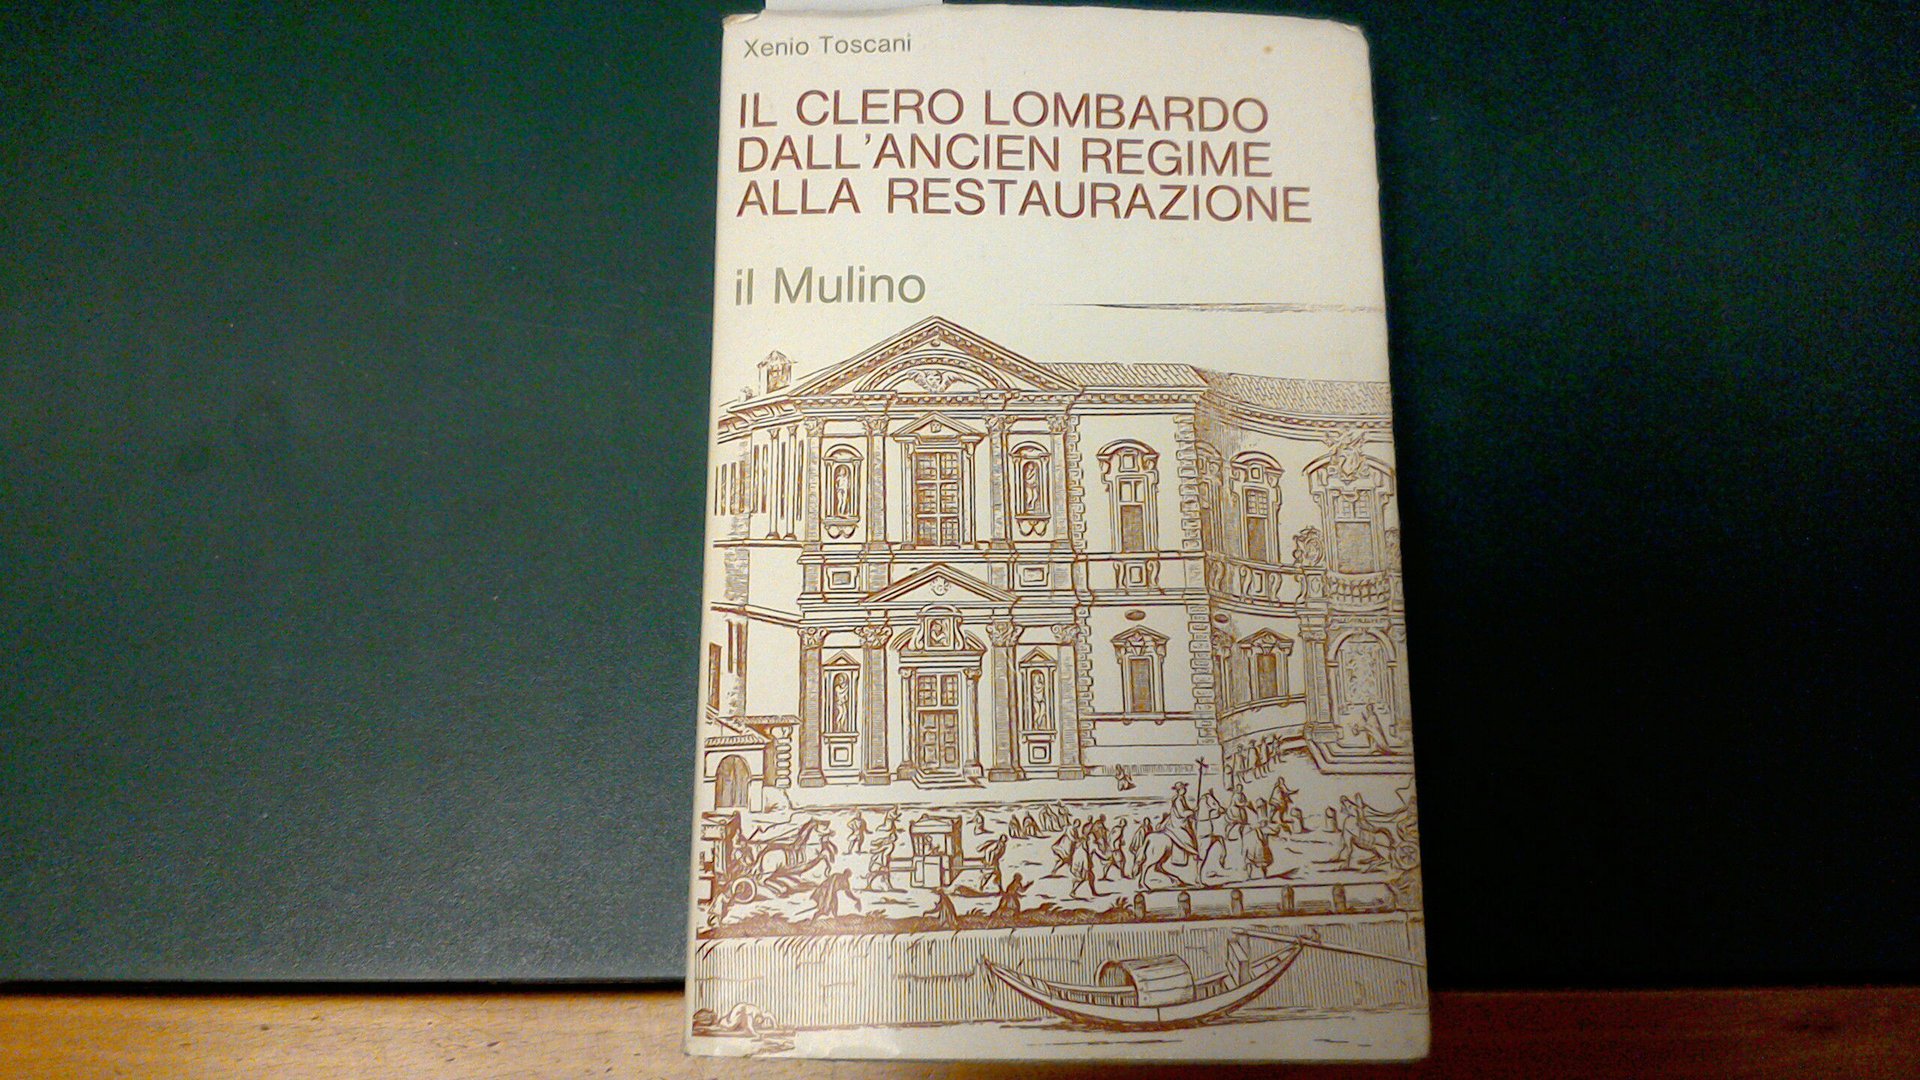 Xenio Toscani
IL CLERO LOMBARDO
DALL'ANCIEN REGIME
ALLA RESTAURAZIONE
il Mulino